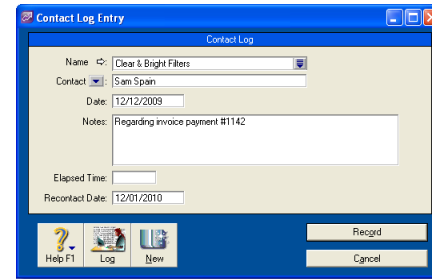 Contact Log Entry
Contact Log
Name : Clear & Bright Filters
Contact : Sam Spain
Date: 12/12/2009
Notes: Regarding invoice payment #1142
Elapsed Time:
Recontact Date: 12/01/2010
Help F1 Log New
Record
Cancel